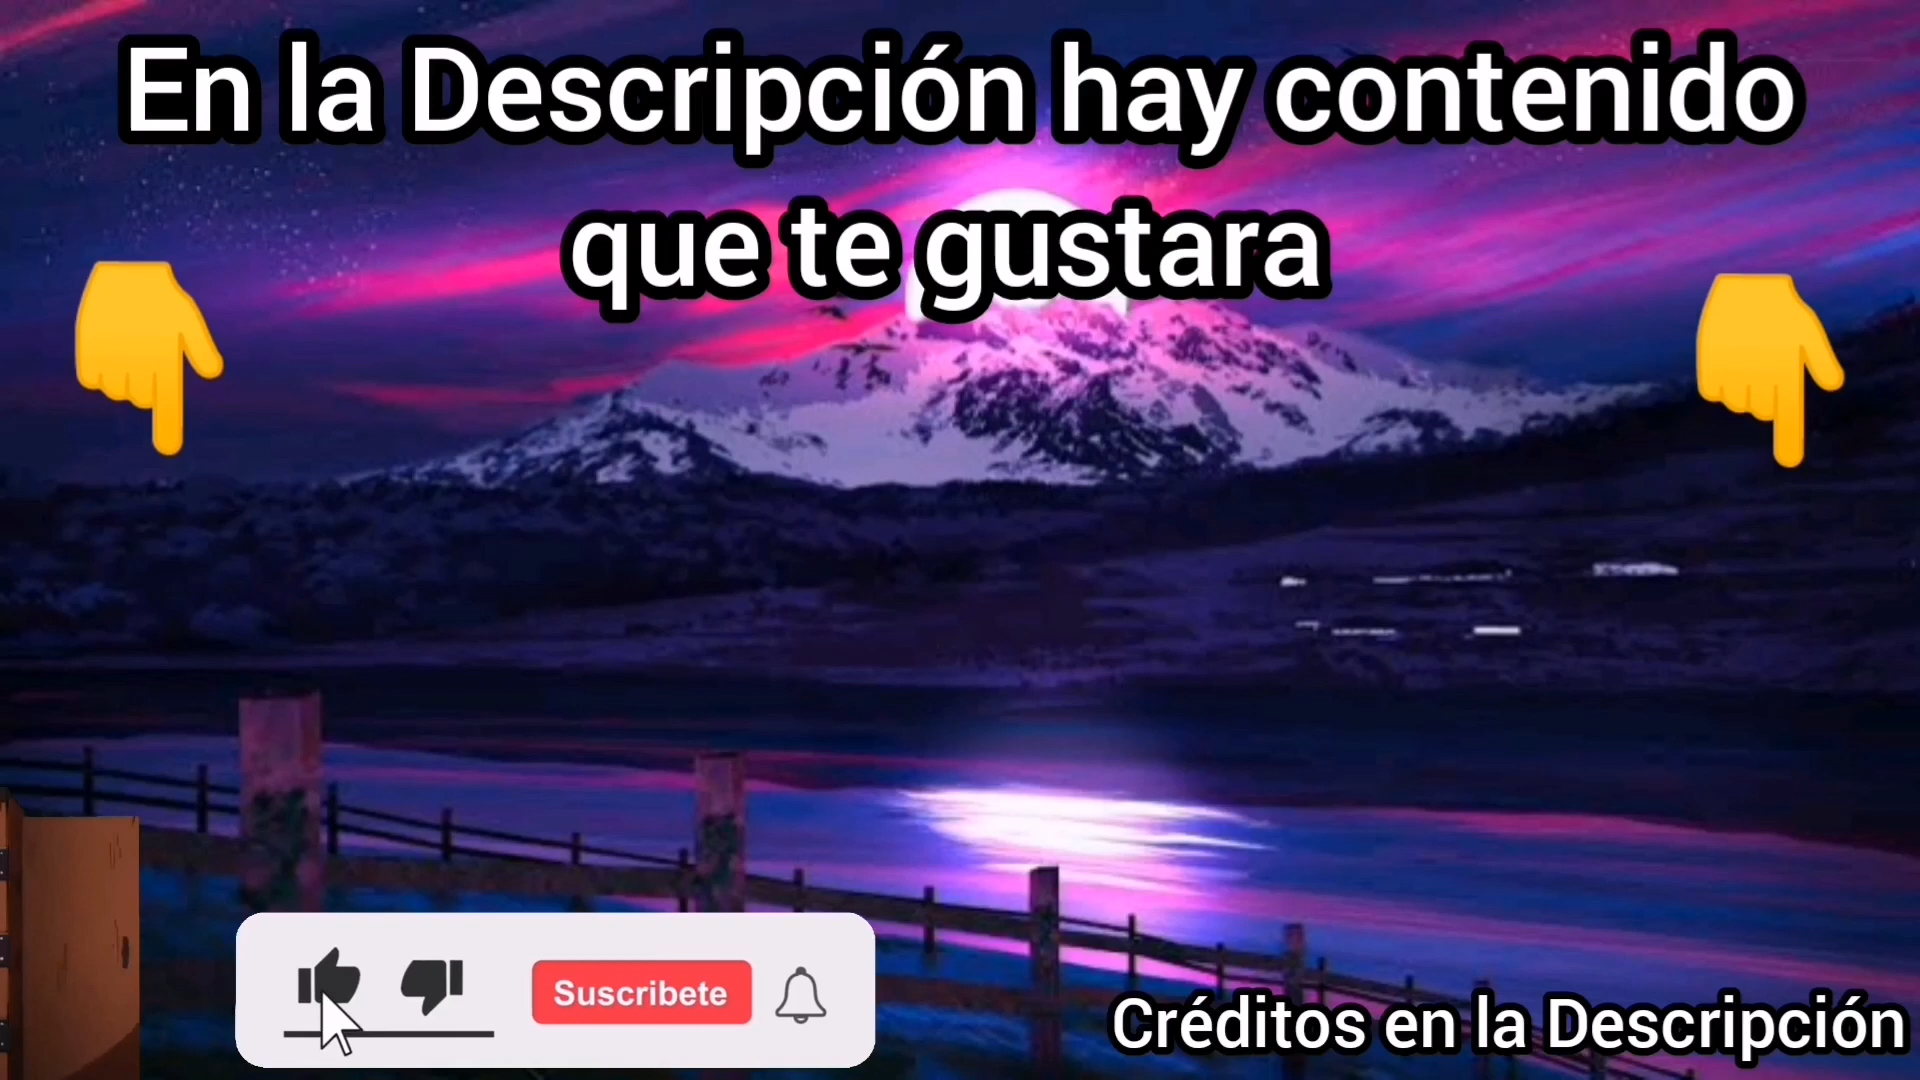 En la Descripción hay contenido
que te gustara
Suscribete
Créditos en la Descripción